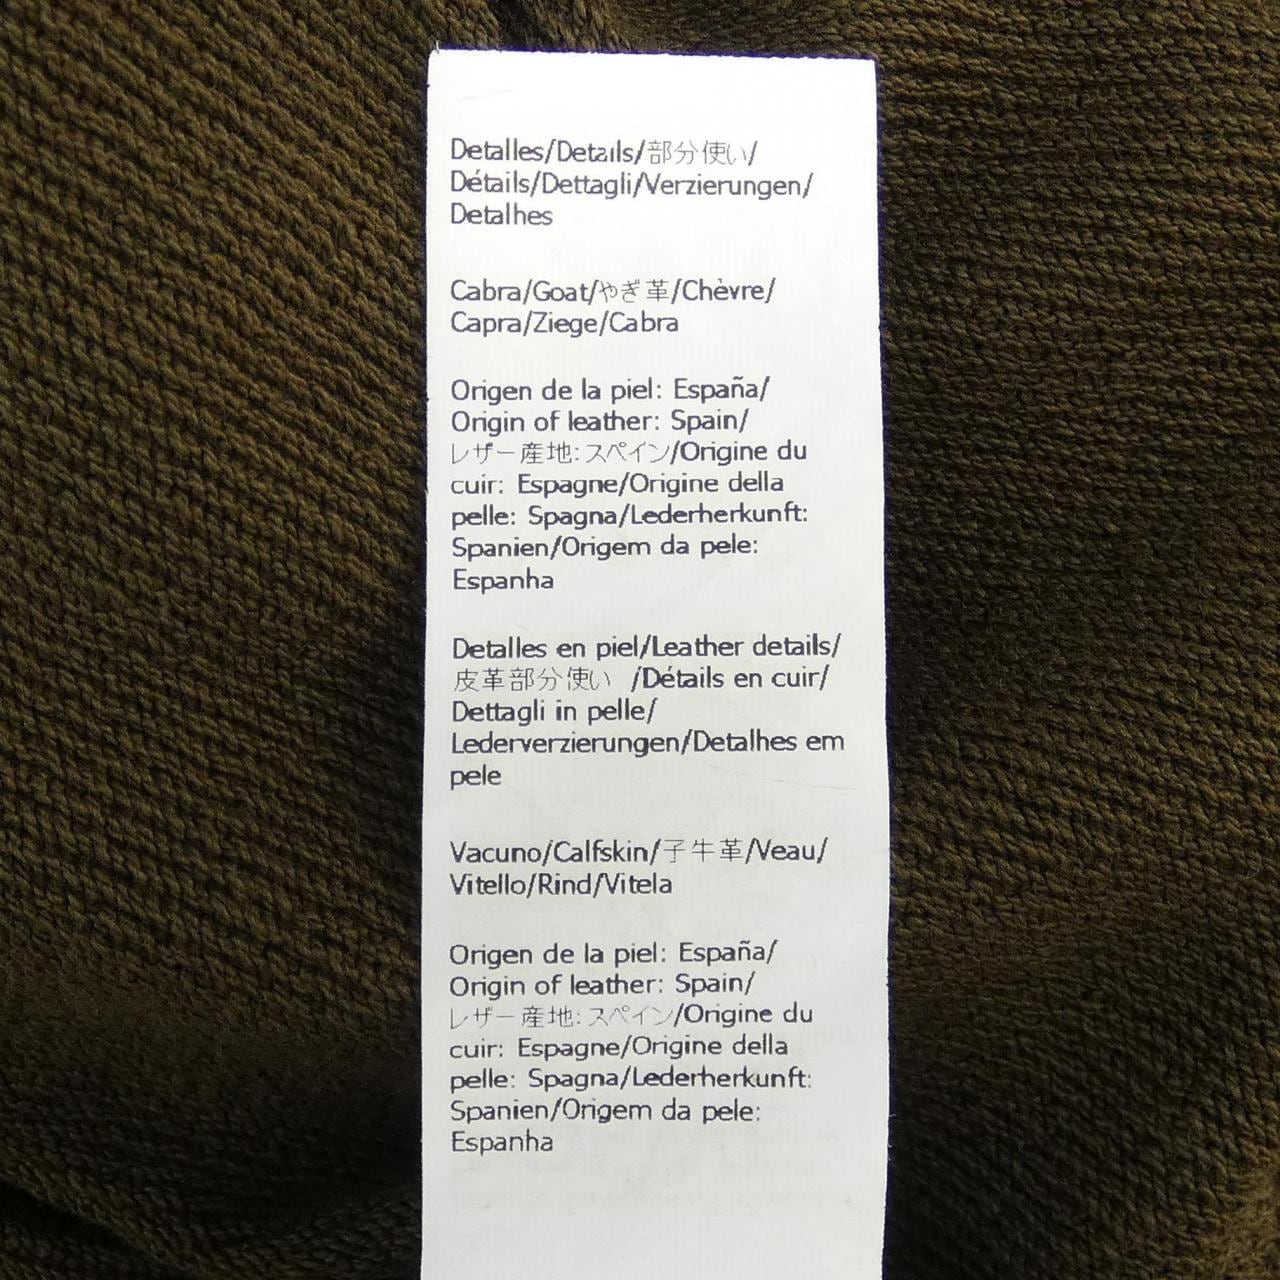 Detalles/Details/部分使い/
Détails/Dettagli/Verzierungen/
Detalhes
Cabra/Goat/やぎ革/Chèvre/
Capra/Ziege/Cabra
Origen de la piel: España/
Origin of leather: Spain/
レザー産地:スペイン/Origine du
cuir: Espagne/Origine della
pelle: Spagna/Lederherkunft:
Spanien/Origem da pele:
Espanha
Detalles en piel/Leather details/
皮革部分使い /Détails en cuir/
Dettagli in pelle/
Lederverzierungen/Detalhes em
pele
Vacuno/Calfskin/子牛革/Veau/
Vitello/Rind/Vitela
Origen de la piel: España/
Origin of leather: Spain/
レザー産地:スペイン/Origine du
cuir: Espagne/Origine della
pelle: Spagna/Lederherkunft:
Spanien/Origem da pele:
Espanha